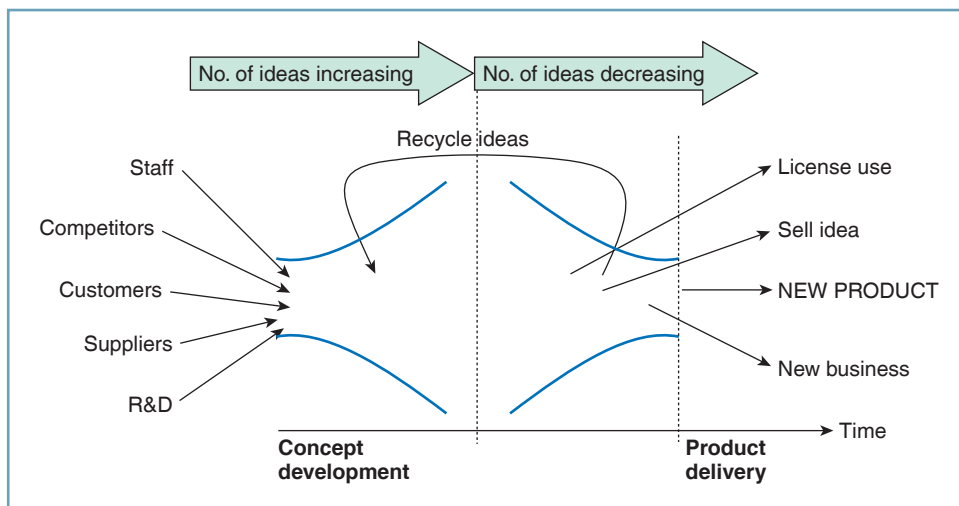 No. of ideas increasing
No. of ideas decreasing
Recycle ideas
Staff
Competitors
Customers
Suppliers
R&D
License use
Sell idea
NEW PRODUCT
New business
Time
Concept
development
Product
delivery